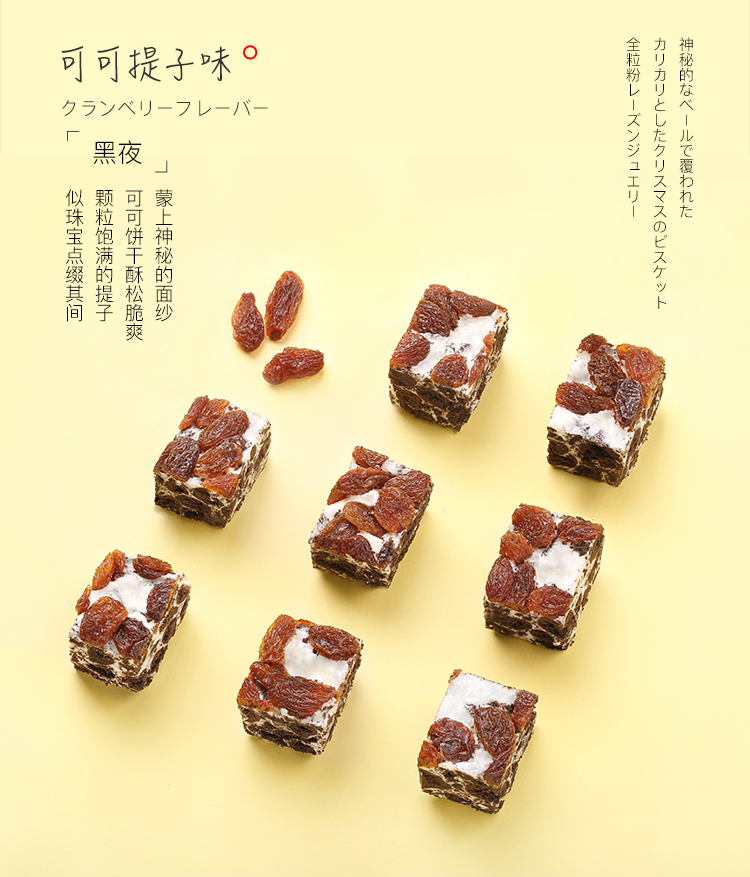 可可提子味
クランベリーフレーバー
「黑夜」
蒙上神秘的面纱
可可饼干酥松脆爽
颗粒饱满的提子
似珠宝点缀其间
神秘的なベールで覆われた
カリカリとしたクリスマスのビスケット
全粒粉レーズンジュエリー